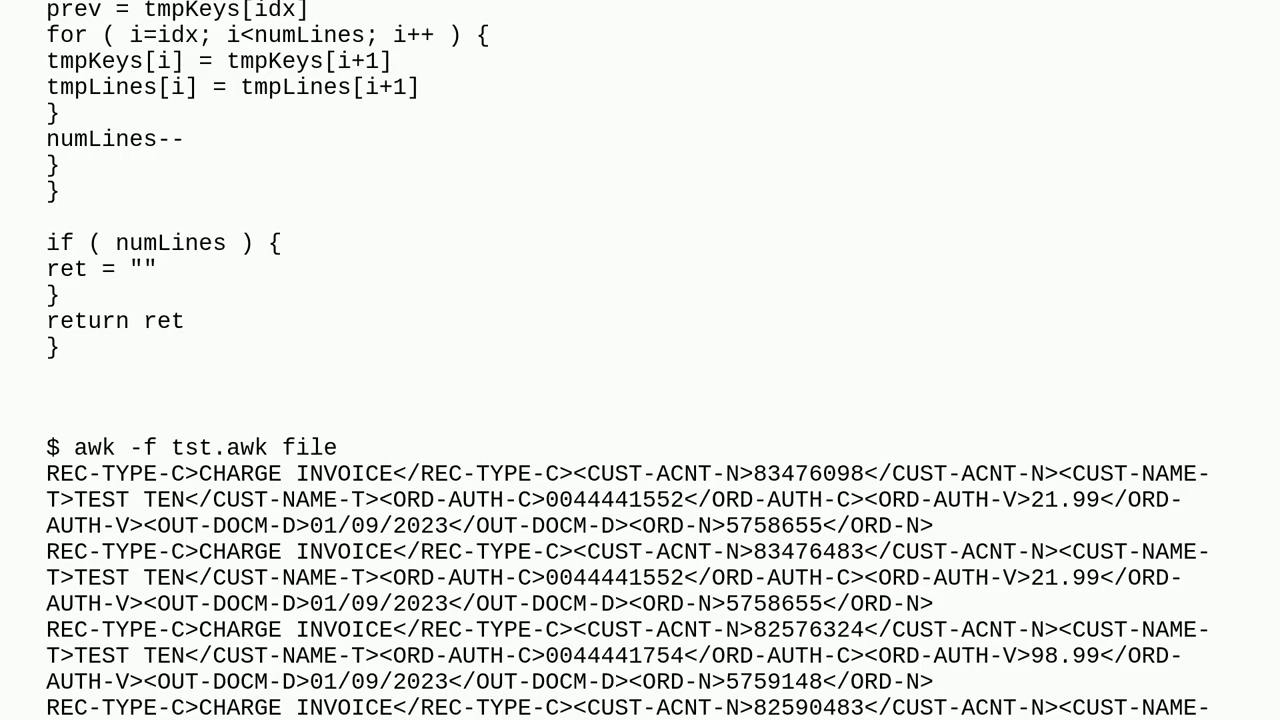 prev = tmpKeys[idx]
for ( i=idx; i<numLines; i++ ) {
tmpKeys[i] = tmpKeys[i+1]
tmpLines[i] = tmpLines[i+1]
}
numLines--
}
}
if ( numLines ) {
ret = ""
}
return ret
}
$ awk -f tst.awk file
REC-TYPE-C>CHARGE INVOICE</REC-TYPE-C><CUST-ACNT-N>83476098</CUST-ACNT-N><CUST-NAME-
T>TEST TEN</CUST-NAME-T><ORD-AUTH-C>0044441552</ORD-AUTH-C><ORD-AUTH-V>21.99</ORD-
AUTH-V><OUT-DOCM-D>01/09/2023</OUT-DOCM-D><ORD-N>5758655</ORD-N>
REC-TYPE-C>CHARGE INVOICE</REC-TYPE-C><CUST-ACNT-N>83476483</CUST-ACNT-N><CUST-NAME-
T>TEST TEN</CUST-NAME-T><ORD-AUTH-C>0044441552</ORD-AUTH-C><ORD-AUTH-V>21.99</ORD-
AUTH-V><OUT-DOCM-D>01/09/2023</OUT-DOCM-D><ORD-N>5758655</ORD-N>
REC-TYPE-C>CHARGE INVOICE</REC-TYPE-C><CUST-ACNT-N>82576324</CUST-ACNT-N><CUST-NAME-
T>TEST TEN</CUST-NAME-T><ORD-AUTH-C>0044441754</ORD-AUTH-C><ORD-AUTH-V>98.99</ORD-
AUTH-V><OUT-DOCM-D>01/09/2023</OUT-DOCM-D><ORD-N>5759148</ORD-N>
REC-TYPE-C>CHARGE INVOICE</REC-TYPE-C><CUST-ACNT-N>82590483</CUST-ACNT-N><CUST-NAME-